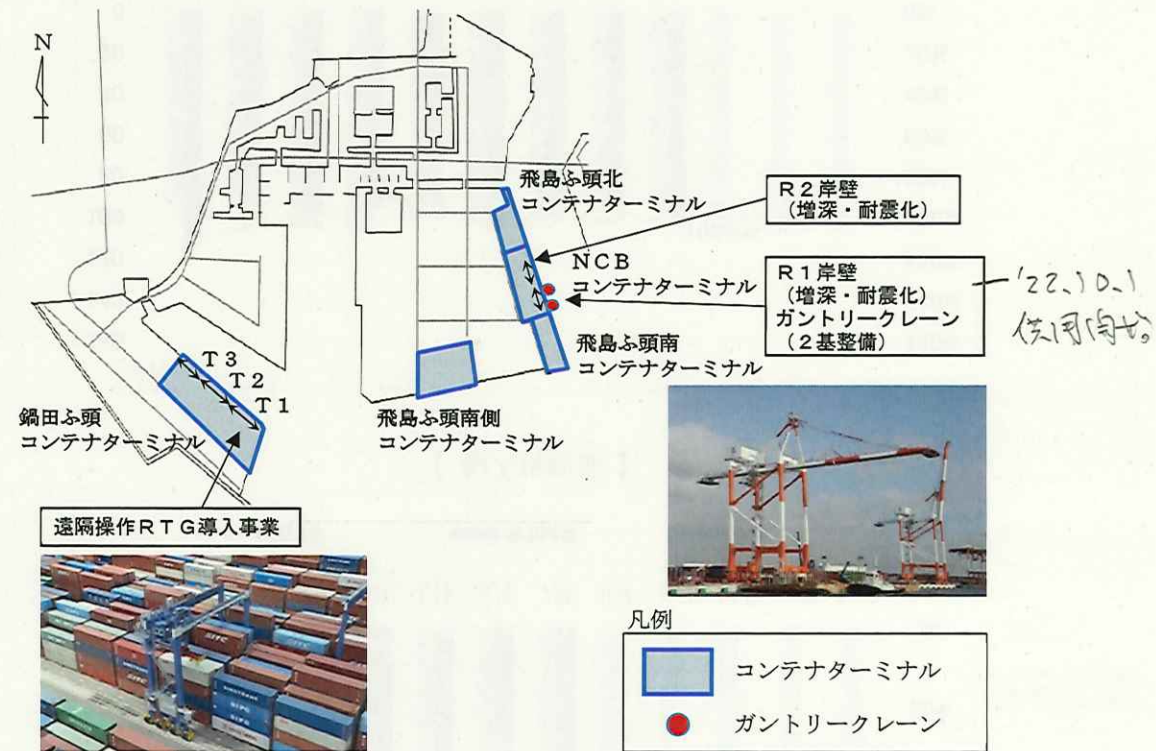 N
飛島ふ頭北
コンテナターミナル
R2岸壁
(増深・耐震化)
NCB
コンテナターミナル
R1岸壁
(増深・耐震化)
ガントリークレーン
(2基整備)
'22.10.1
供用開始
飛島ふ頭南
コンテナターミナル
T3
T2
T1
鍋田ふ頭
コンテナターミナル
飛島ふ頭南側
コンテナターミナル
遠隔操作RTG導入事業
SITC
凡例
コンテナターミナル
ガントリークレーン